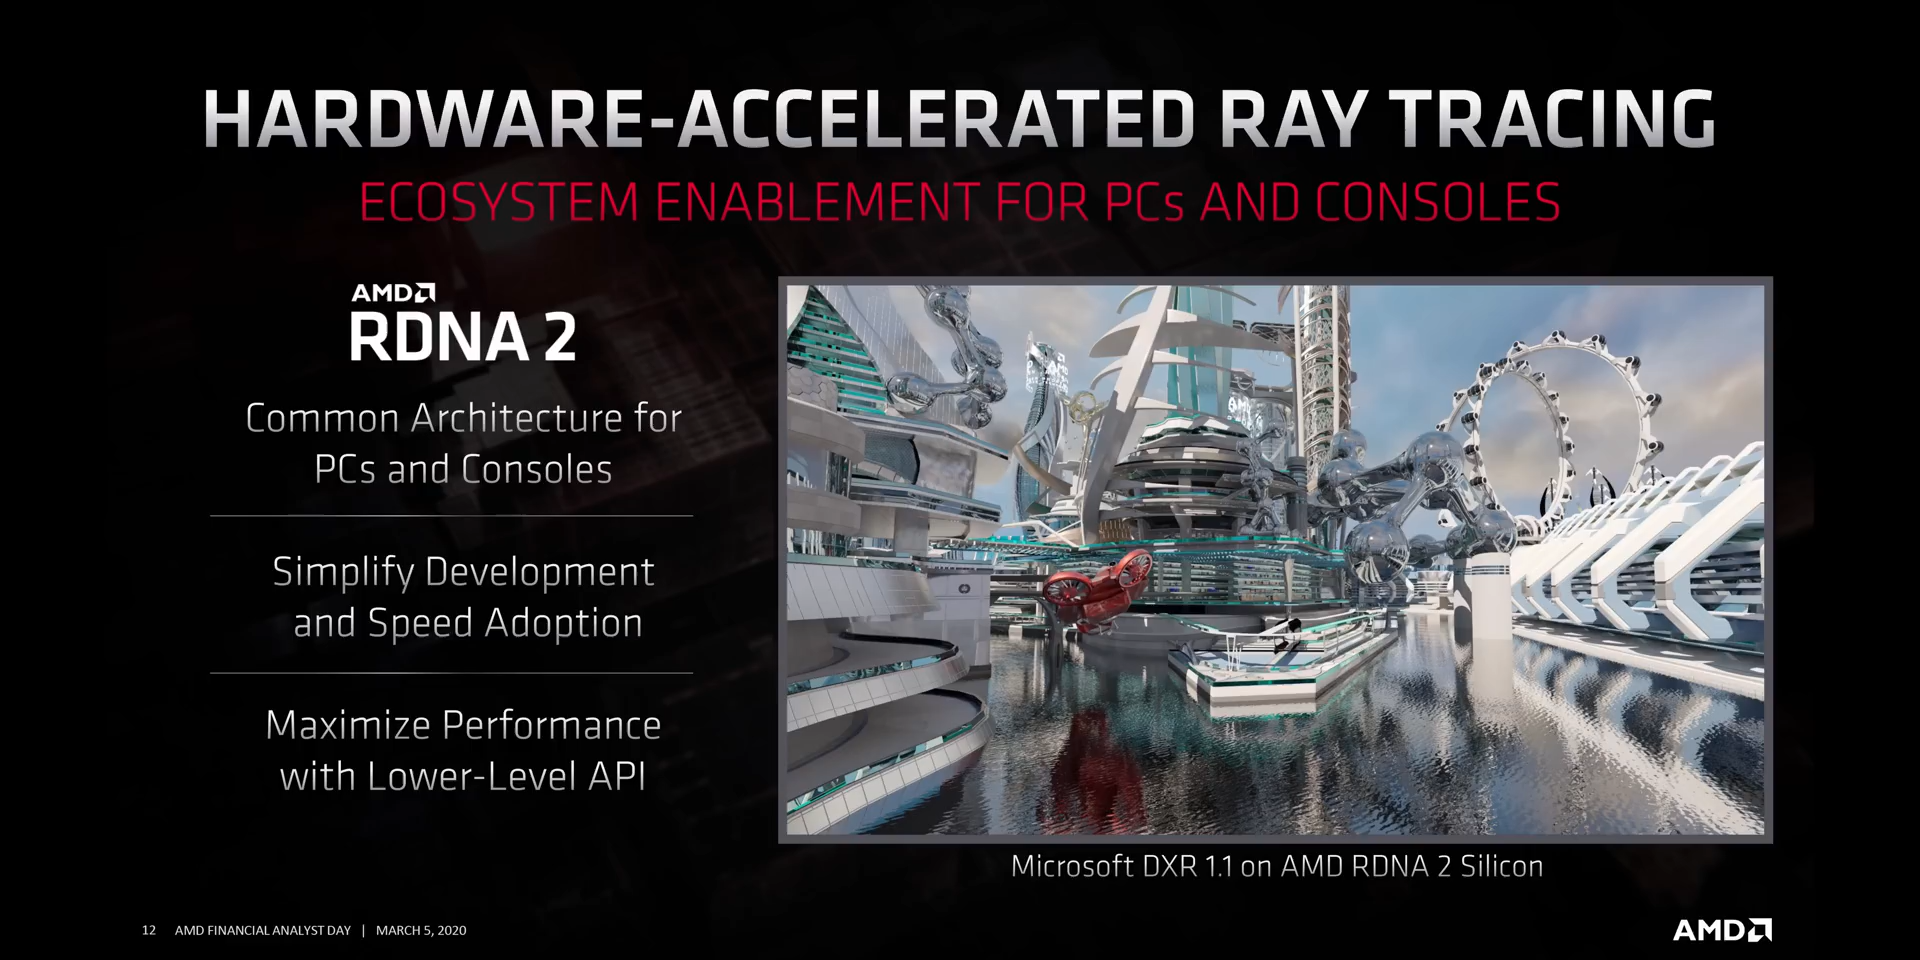 HARDWARE-ACCELERATED RAY TRACING
ECOSYSTEM ENABLEMENT FOR PCs AND CONSOLES
AMD
RDNA 2
Common Architecture for
PCs and Consoles
Simplify Development
and Speed Adoption
Maximize Performance
with Lower-Level API
AMD
AMD
Microsoft DXR 1.1 on AMD RDNA 2 Silicon
12 AMD FINANCIAL ANALYST DAY | MARCH 5, 2020
AMD